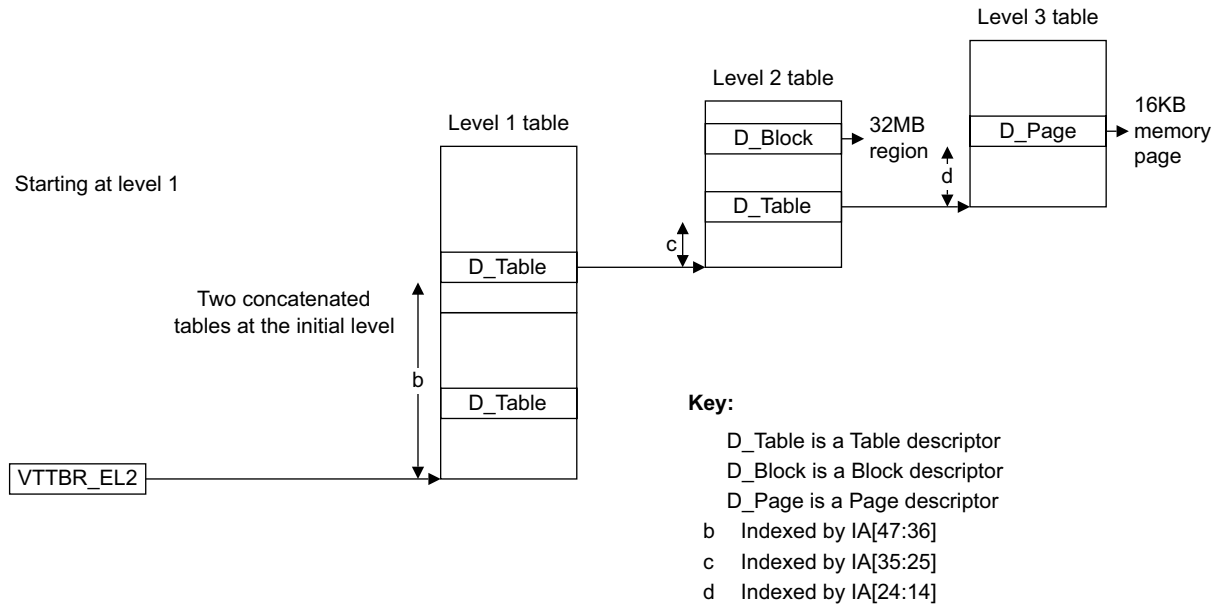 Level 3 table
Level 2 table
Level 1 table
D_Block
32MB
region
D_Page
16KB
memory
page
d
Starting at level 1
D_Table
c
D_Table
Two concatenated
tables at the initial level
b
D_Table
VTTBR_EL2
Key:
D_Table is a Table descriptor
D_Block is a Block descriptor
D_Page is a Page descriptor
b Indexed by IA[47:36]
c Indexed by IA[35:25]
d Indexed by IA[24:14]